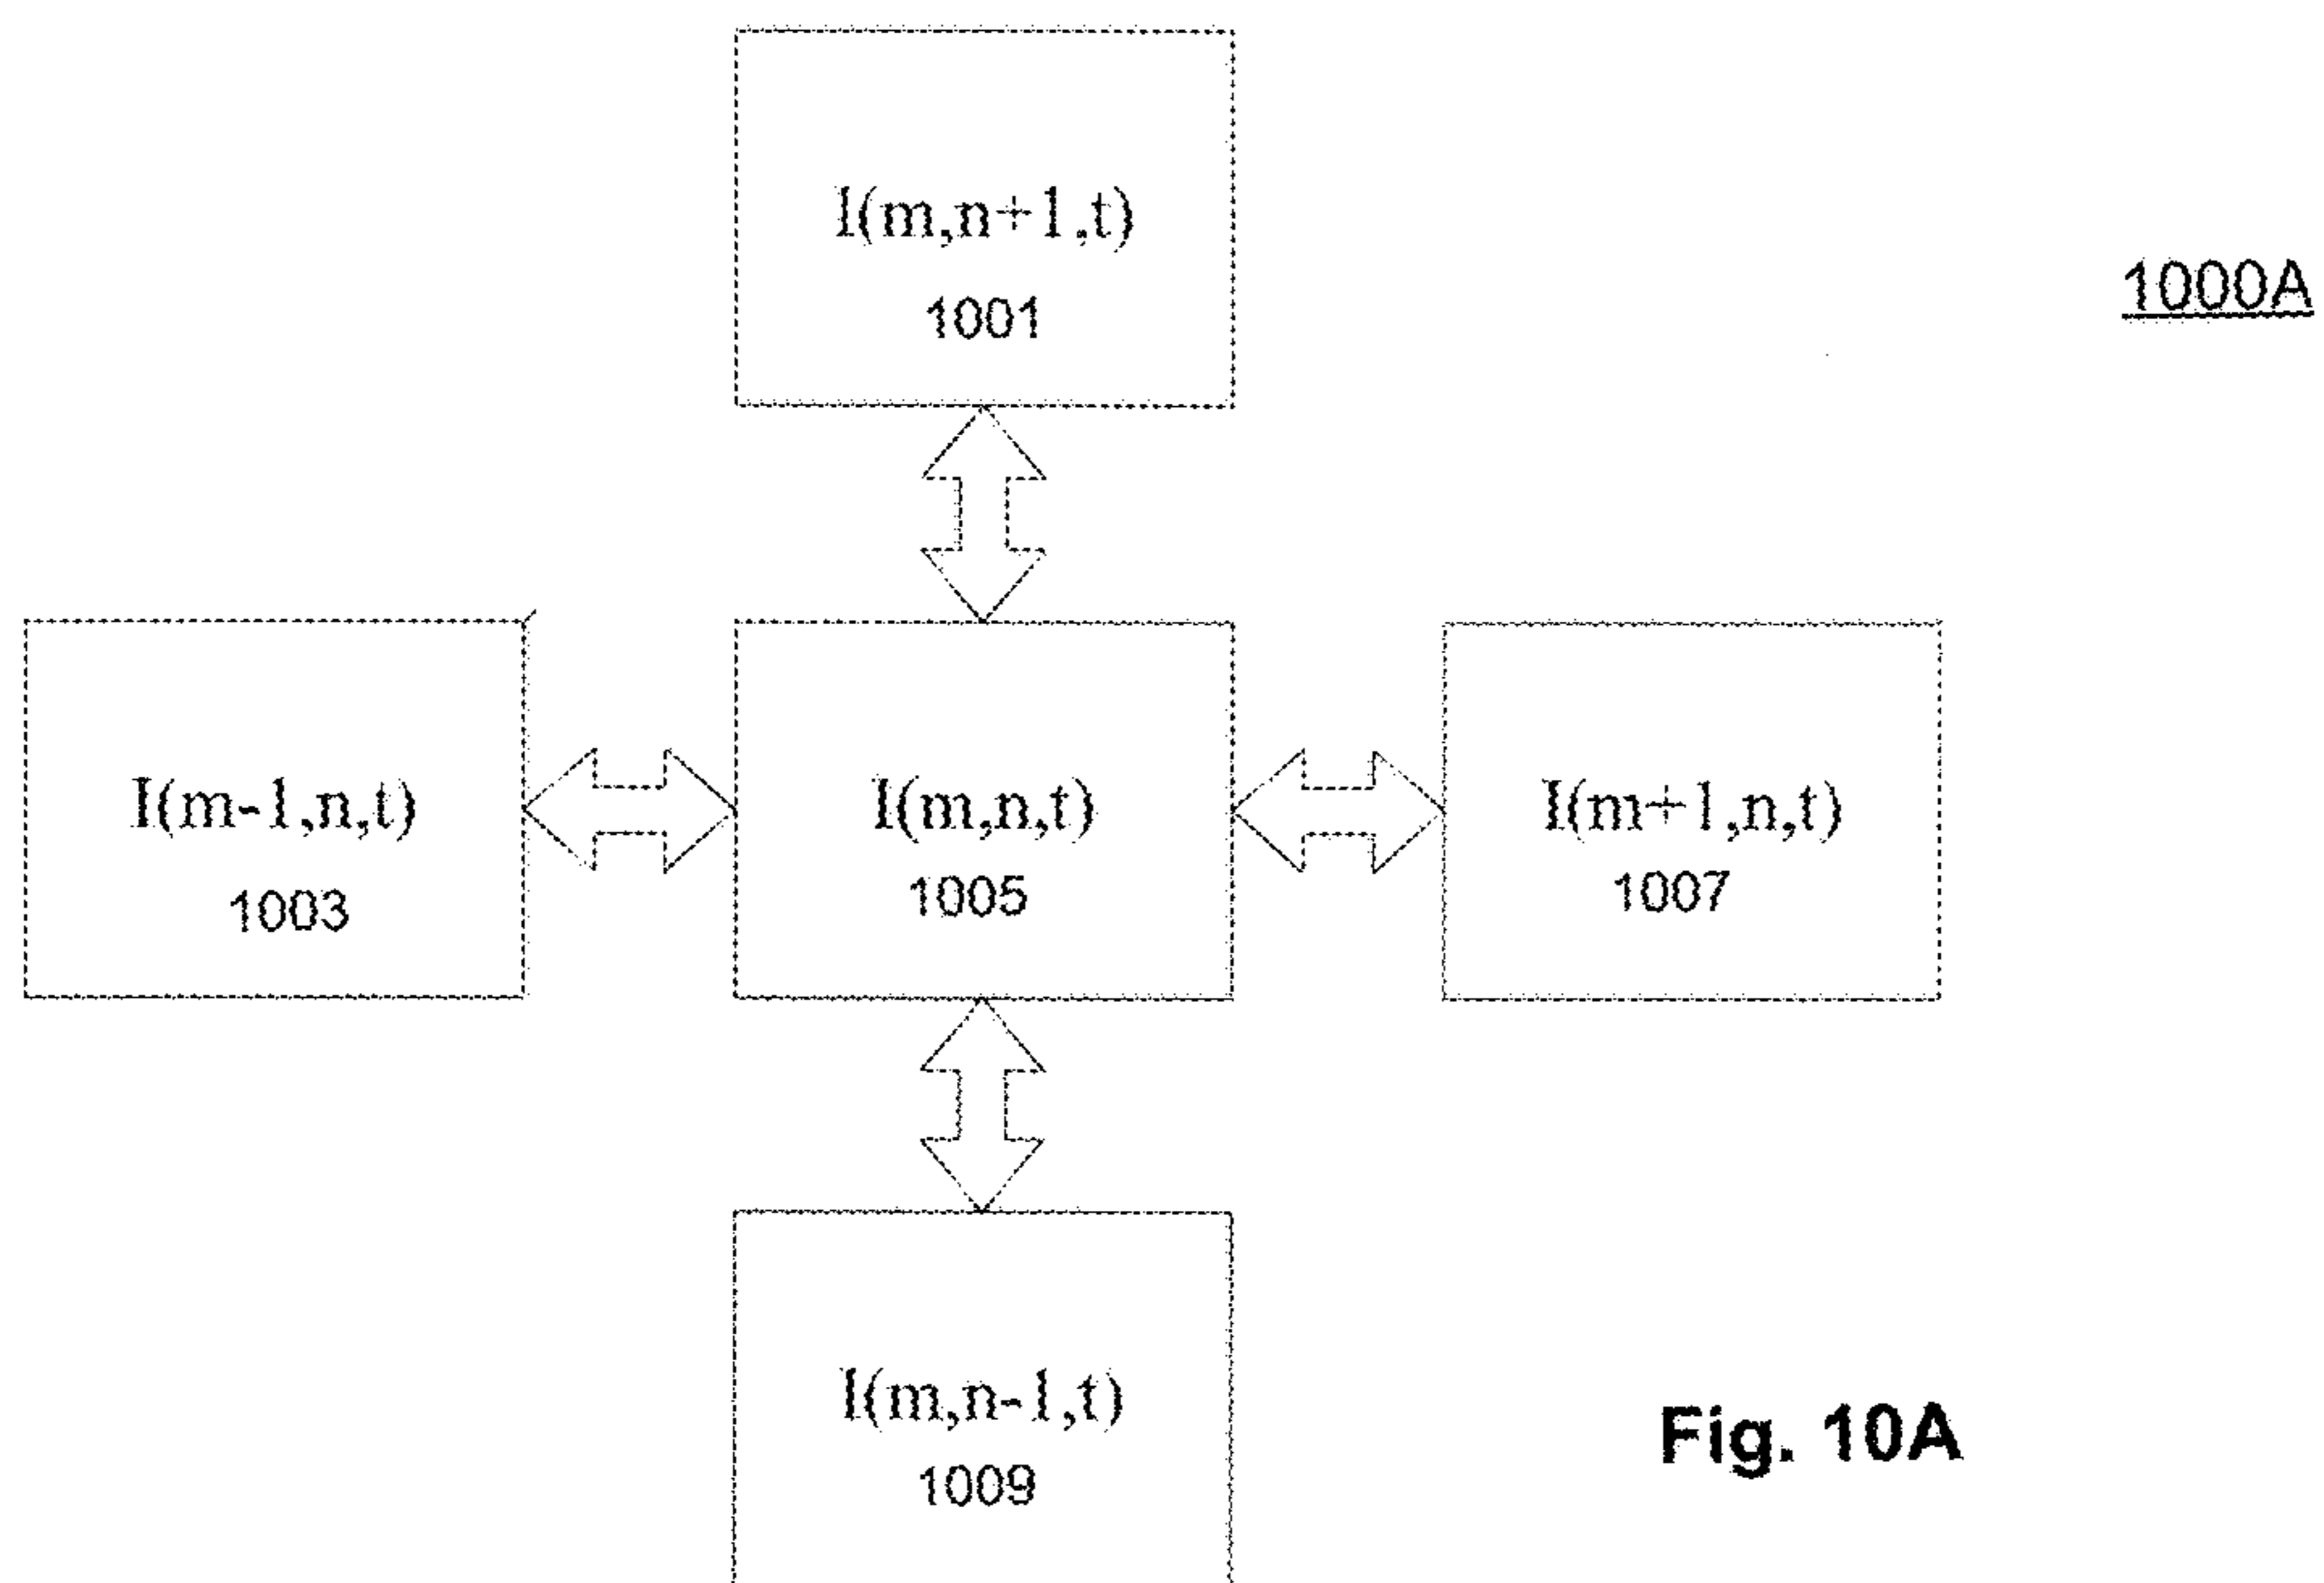 I(m,n+1,t)
1001
1000A
I(m-1,n,t)
1003
I(m,n,t)
1005
I(m+1,n,t)
1007
I(m,n-1,t)
1009
Fig. 10A